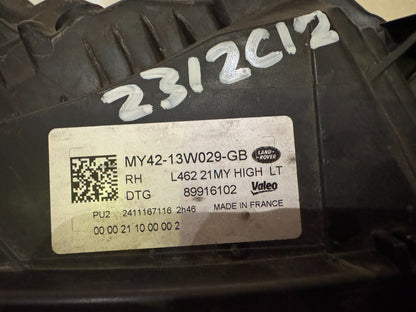 2312C12
MY42-13W029-GB LAND-ROVER
RH L462 21MY HIGH LT
DTG 89916102 Valeo
PU2 2411167116 2h46 MADE IN FRANCE
00 00 21 10 00 00 2